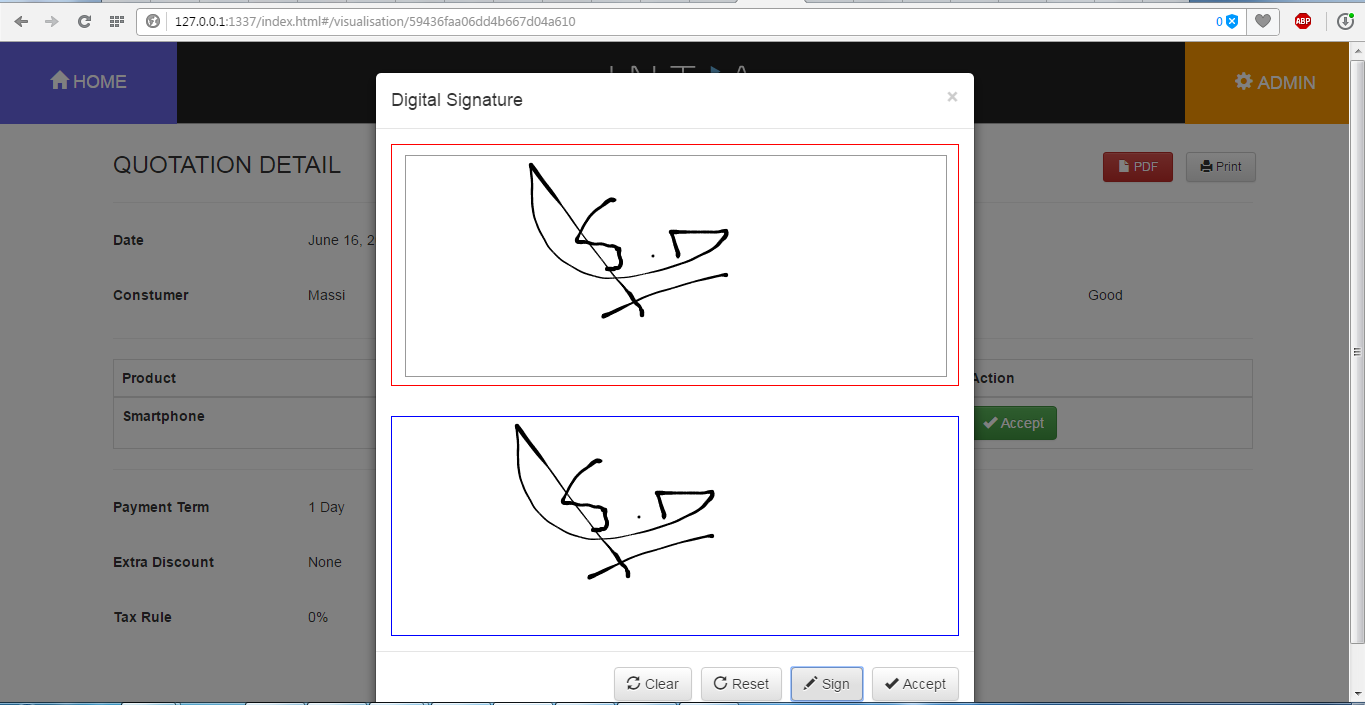 127.0.0.1:1337/index.html#/visualisation/59436faa06dd4b667d04a610
0
ABP
HOME
ADMIN
Digital Signature
×
QUOTATION DETAIL
PDF
Print
Date
June 16, 2
Constumer
Massi
Good
Product
Action
Smartphone
Accept
S.D
S.D
Payment Term
1 Day
Extra Discount
None
Tax Rule
0%
Clear
Reset
Sign
Accept